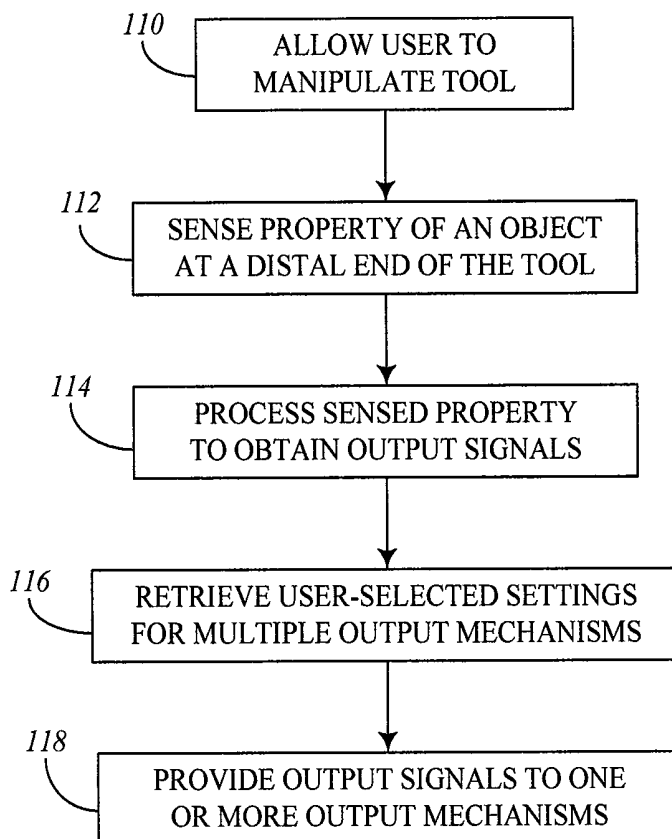 110
ALLOW USER TO
MANIPULATE TOOL
112
SENSE PROPERTY OF AN OBJECT
AT A DISTAL END OF THE TOOL
114
PROCESS SENSED PROPERTY
TO OBTAIN OUTPUT SIGNALS
116
RETRIEVE USER-SELECTED SETTINGS
FOR MULTIPLE OUTPUT MECHANISMS
118
PROVIDE OUTPUT SIGNALS TO ONE
OR MORE OUTPUT MECHANISMS